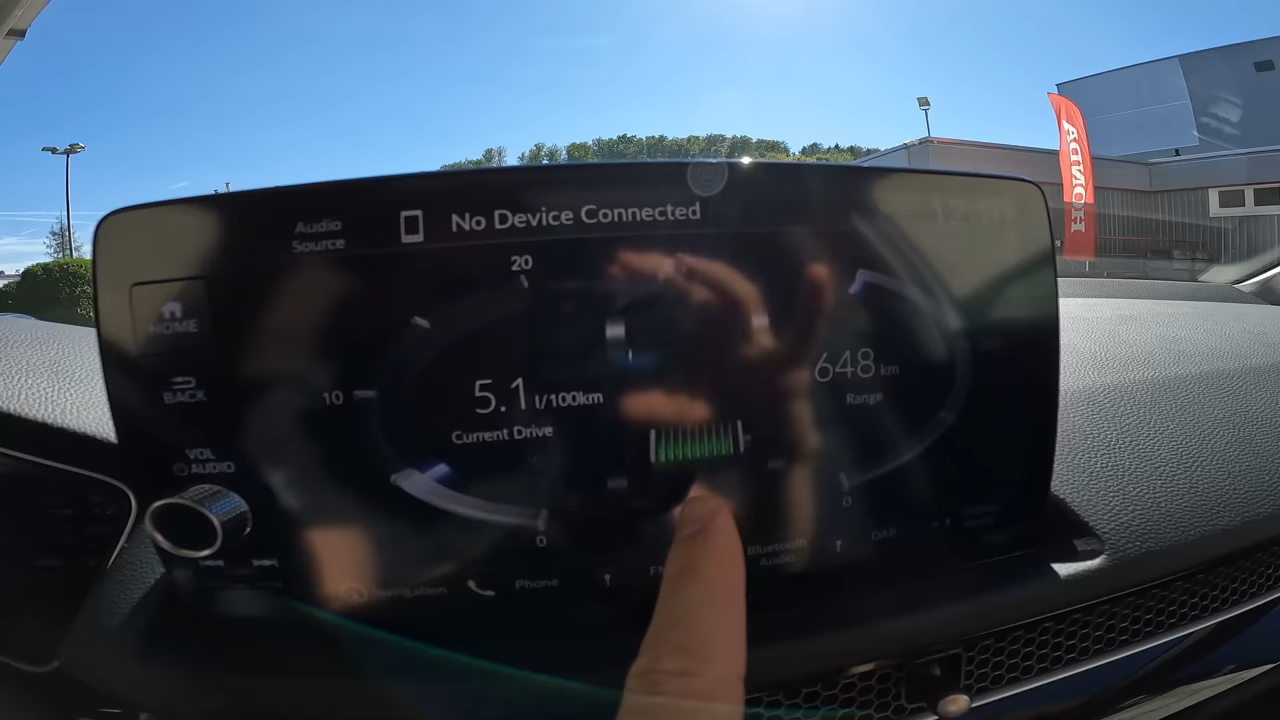 HONDA
Audio
Source
No Device Connected
20
HOME
10
5.1 l/100km
648 km
BACK
Range
Current Drive
VOL
AUDIO
0
0
Bluetooth
Audio
DAB
Phone
FM